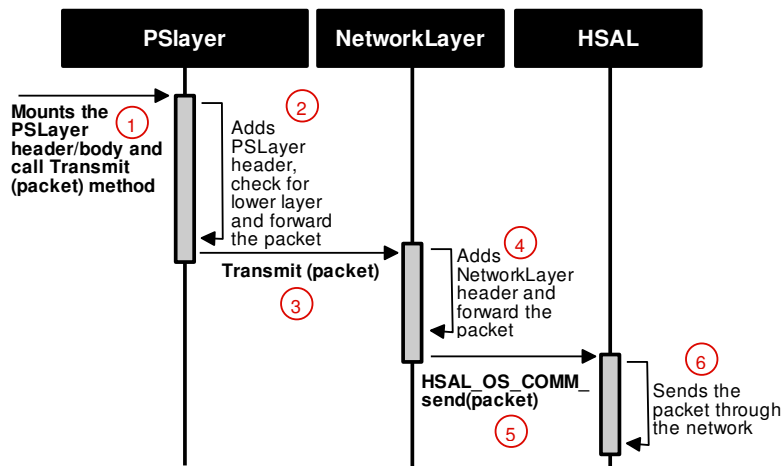 PSlayer
NetworkLayer
HSAL
1
Mounts the
PSLayer
header/body and
call Transmit
(packet) method
2
Adds
PSLayer
header,
check for
lower layer
and forward
the packet
Transmit (packet)
3
4
Adds
NetworkLayer
header and
forward the
packet
HSAL_OS_COMM_
send(packet)
5
6
Sends the
packet through
the network